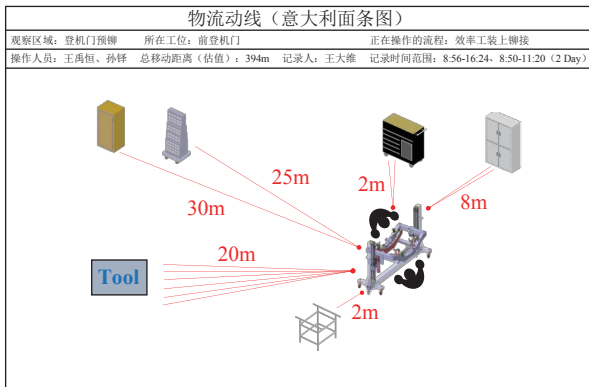 物流动线（意大利面条图）
观察区域：登机门预铆 所在工位：前登机门 正在操作的流程：效率工装上铆接
操作人员：王禹恒、孙铎 总移动距离（估值）：394m 记录人：王大维 记录时间范围：8:56-16:24、8:50-11:20（2 Day）
25m
2m
30m
8m
20m
Tool
2m